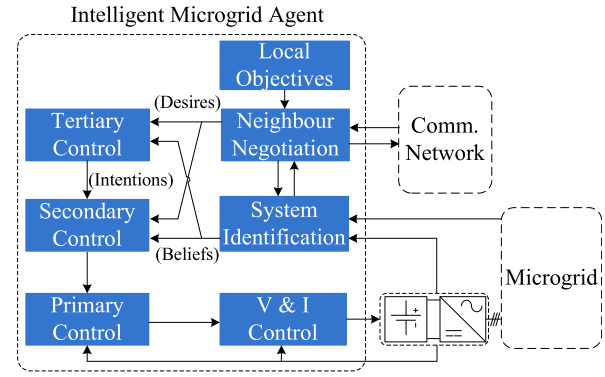 Intelligent Microgrid Agent
Local
Objectives
(Desires)
Tertiary
Control
Neighbour
Negotiation
Comm.
Network
(Intentions)
Secondary
Control
System
Identification
(Beliefs)
Microgrid
Primary
Control
V & I
Control